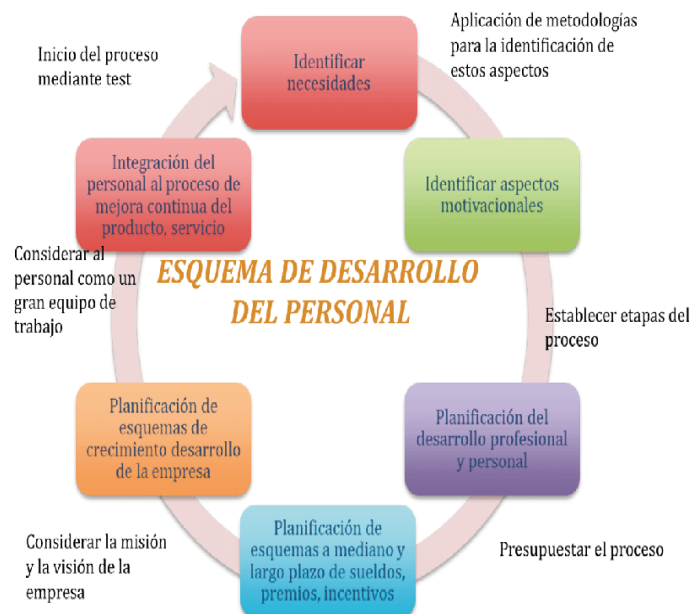 Inicio del proceso
mediante test
Identificar
necesidades
Aplicación de metodologías
para la identificación de
estos aspectos
Integración del
personal al proceso de
mejora continua del
producto, servicio
Identificar aspectos
motivacionales
Considerar al
personal como un
gran equipo de
trabajo
ESQUEMA DE DESARROLLO
DEL PERSONAL
Establecer etapas del
proceso
Planificación de
esquemas de
crecimiento desarrollo
de la empresa
Planificación del
desarrollo profesional
y personal
Considerar la misión
y la visión de la
empresa
Planificación de
esquemas a mediano y
largo plazo de sueldos,
premios, incentivos
Presupuestar el proceso